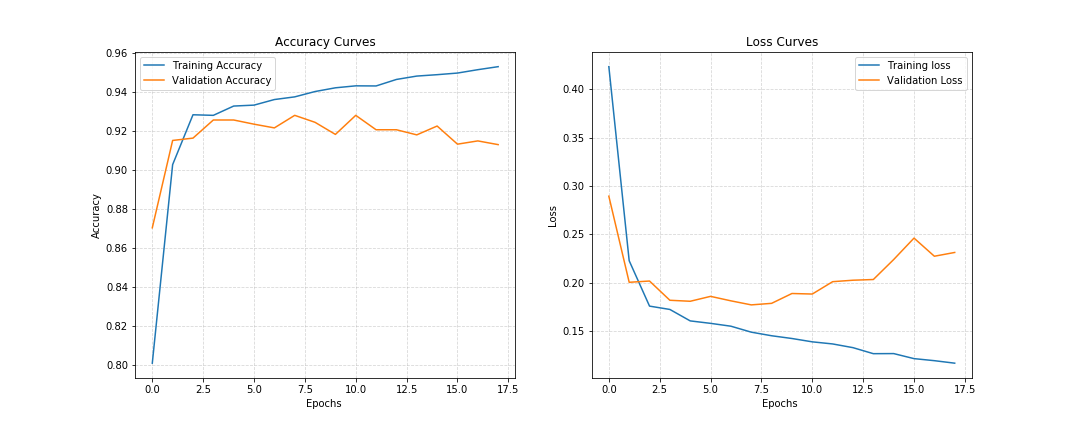 Accuracy Curves
Training Accuracy
Validation Accuracy
0.96
0.94
0.92
0.90
0.88
0.86
0.84
0.82
0.80
Accuracy
0.0 2.5 5.0 7.5 10.0 12.5 15.0 17.5
Epochs
Loss Curves
Training loss
Validation Loss
0.40
0.35
0.30
0.25
0.20
0.15
Loss
0.0 2.5 5.0 7.5 10.0 12.5 15.0 17.5
Epochs